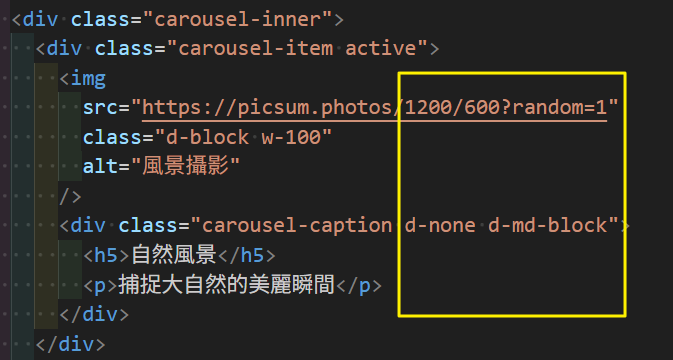 <div class="carousel-inner">
<div class="carousel-item active">
<img
src="https://picsum.photos/1200/600?random=1"
class="d-block w-100"
alt="風景攝影"
/>
<div class="carousel-caption d-none d-md-block">
<h5>自然風景</h5>
<p>捕捉大自然的美麗瞬間</p>
</div>
</div>